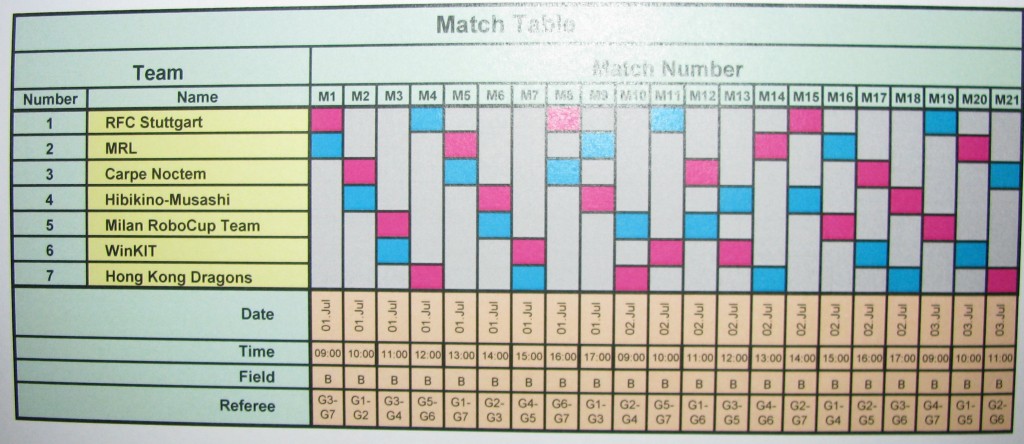 Match Table
Team Match Number
Number Name M1 M2 M3 M4 M5 M6 M7 M8 M9 M10 M11 M12 M13 M14 M15 M16 M17 M18 M19 M20 M21
1 RFC Stuttgart
2 MRL
3 Carpe Noctem
4 Hibikino-Musashi
5 Milan RoboCup Team
6 WinKIT
7 Hong Kong Dragons
Date 01.Jul 01.Jul 01.Jul 01.Jul 01.Jul 01.Jul 01.Jul 01.Jul 01.Jul 02.Jul 02.Jul 02.Jul 02.Jul 02.Jul 02.Jul 02.Jul 02.Jul 02.Jul 03.Jul 03.Jul 03.Jul
Time 09:00 10:00 11:00 12:00 13:00 14:00 15:00 16:00 17:00 09:00 10:00 11:00 12:00 13:00 14:00 15:00 16:00 17:00 09:00 10:00 11:00
Field B B B B B B B B B B B B B B B B B B B B B
Referee G3- G1- G3- G5- G1- G2- G4- G6- G1- G2- G5- G1- G3- G4- G2- G1- G2- G3- G4- G1- G2-
G7 G2 G4 G6 G7 G3 G5 G7 G3 G4 G7 G6 G5 G6 G7 G4 G5 G6 G7 G5 G6